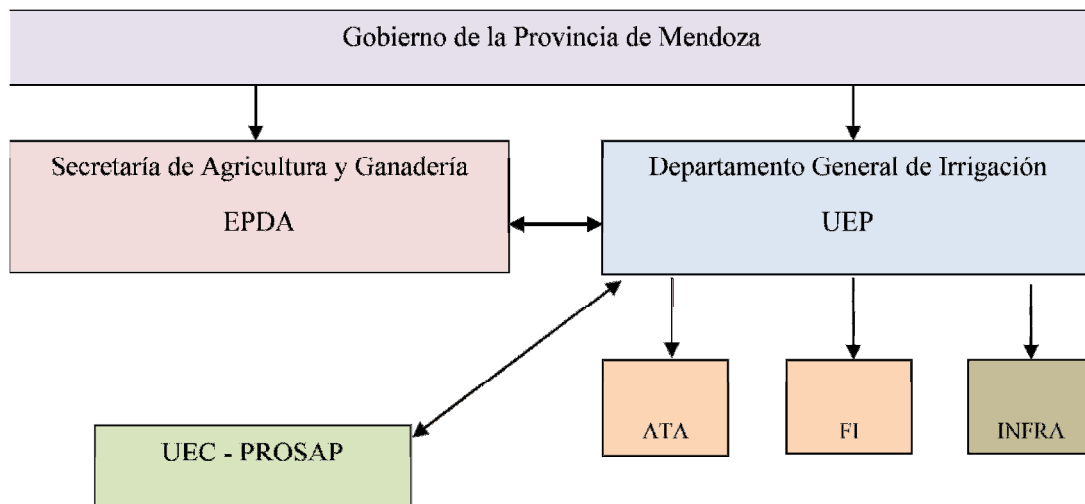 Gobierno de la Provincia de Mendoza
Secretaría de Agricultura y Ganadería
EPDA
Departamento General de Irrigación
UEP
ATA
FI
INFRA
UEC - PROSAP